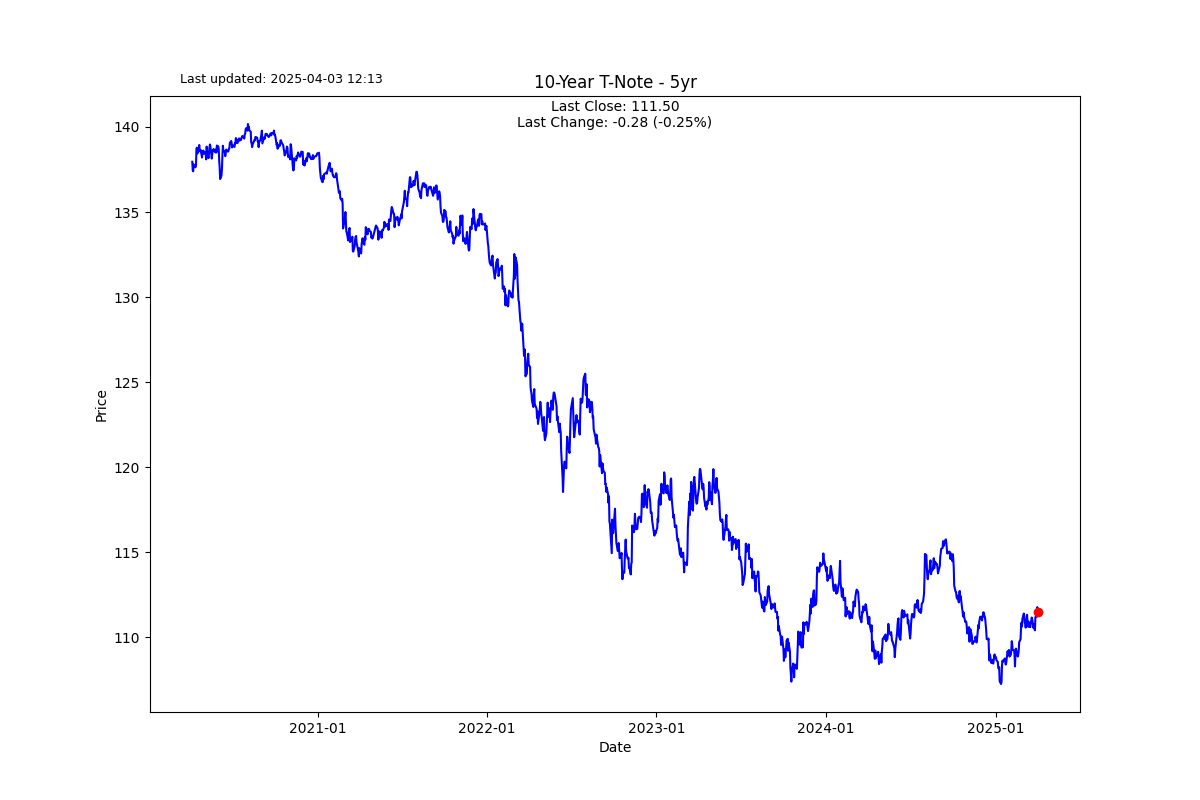 Last updated: 2025-04-03 12:13
10-Year T-Note - 5yr
Last Close: 111.50
Last Change: -0.28 (-0.25%)
140
135
130
125
120
115
110
Price
2021-01
2022-01
2023-01
2024-01
2025-01
Date